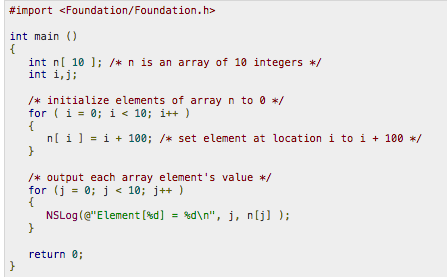 #import <Foundation/Foundation.h>
int main ()
{
int n[ 10 ]; /* n is an array of 10 integers */
int i,j;
/* initialize elements of array n to 0 */
for ( i = 0; i < 10; i++ )
{
n[ i ] = i + 100; /* set element at location i to i + 100 */
}
/* output each array element's value */
for (j = 0; j < 10; j++ )
{
NSLog(@"Element[%d] = %d\n", j, n[j] );
}
return 0;
}